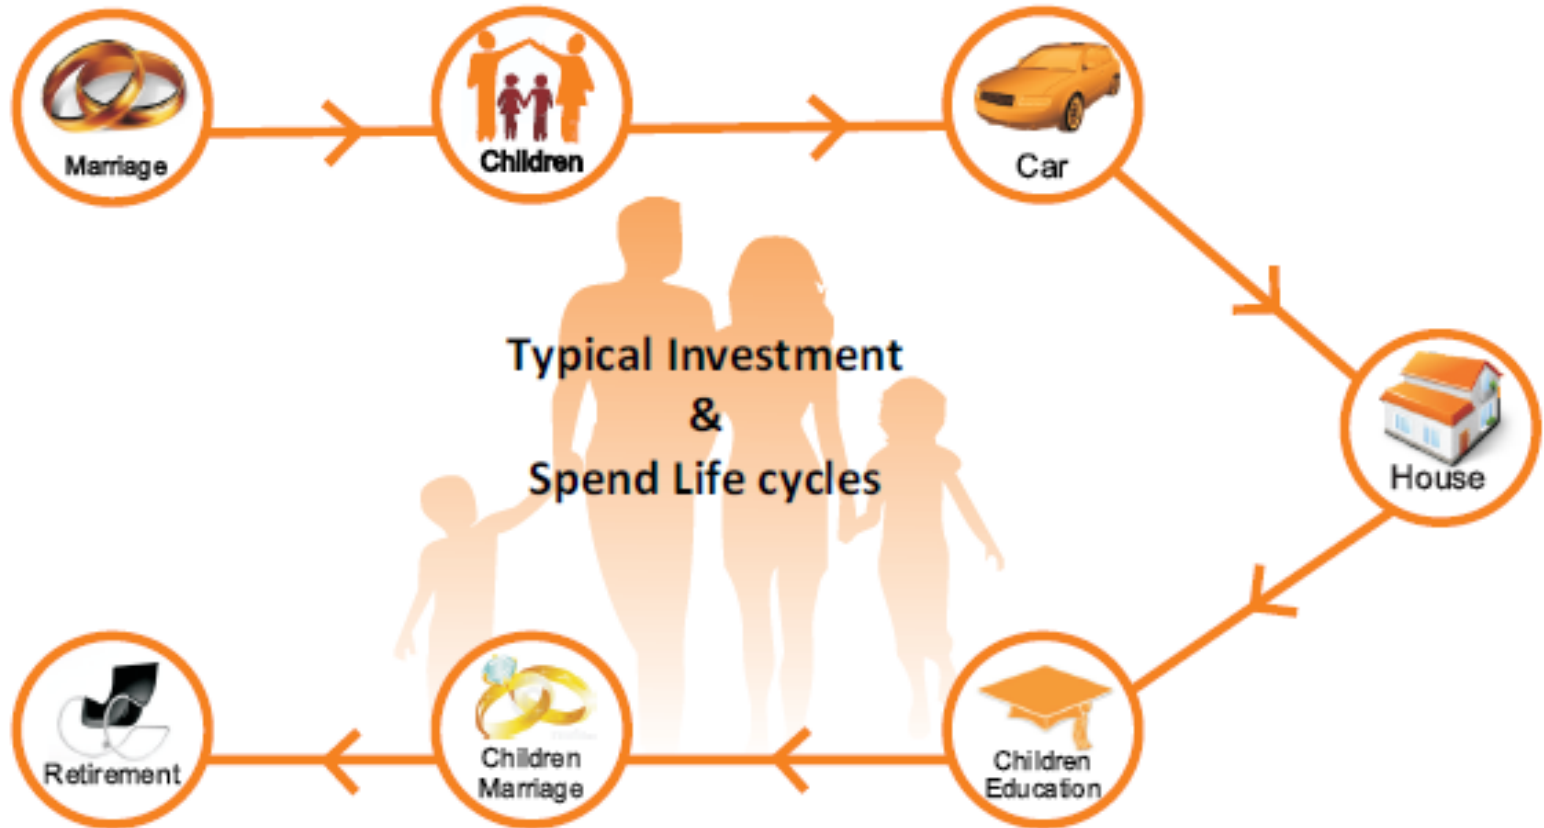 Marriage
Children
Car
Typical Investment
&
Spend Life cycles
House
Retirement
Children
Marriage
Children
Education